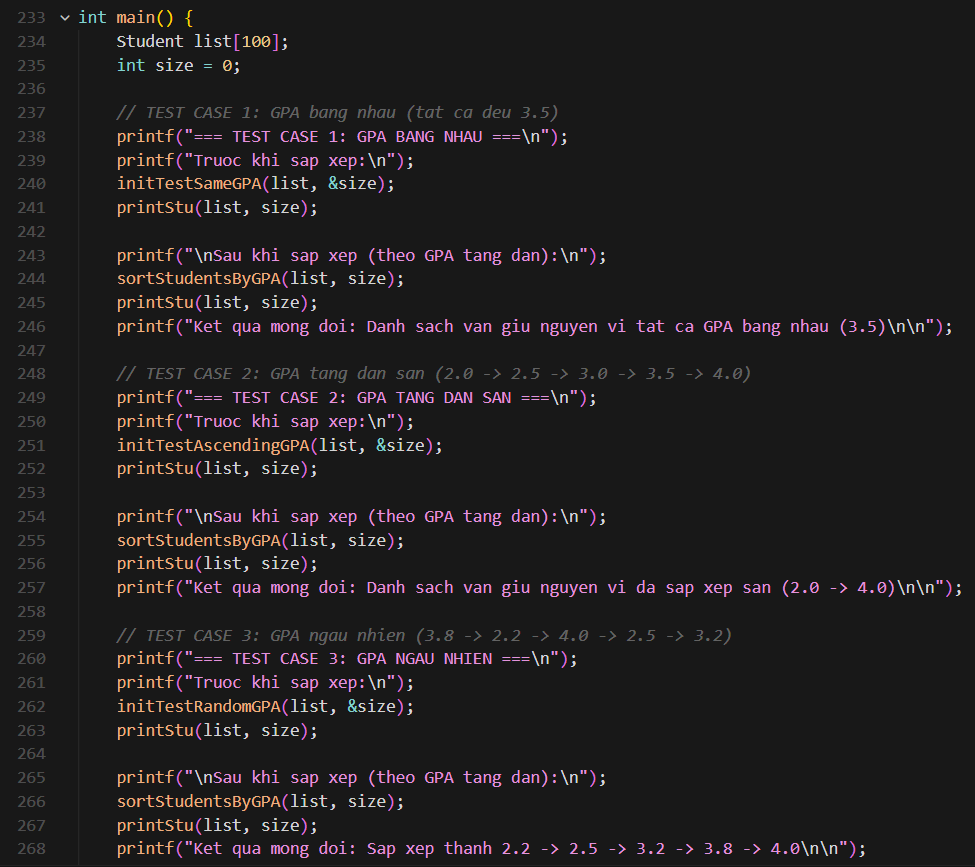 233 int main() {
234 Student list[100];
235 int size = 0;
236
237 // TEST CASE 1: GPA bang nhau (tat ca deu 3.5)
238 printf("=== TEST CASE 1: GPA BANG NHAU ===\n");
239 printf("Truoc khi sap xep:\n");
240 initTestSameGPA(list, &size);
241 printStu(list, size);
242
243 printf("\nSau khi sap xep (theo GPA tang dan):\n");
244 sortStudentsByGPA(list, size);
245 printStu(list, size);
246 printf("Ket qua mong doi: Danh sach van giu nguyen vi tat ca GPA bang nhau (3.5)\n\n");
247
248 // TEST CASE 2: GPA tang dan san (2.0 -> 2.5 -> 3.0 -> 3.5 -> 4.0)
249 printf("=== TEST CASE 2: GPA TANG DAN SAN ===\n");
250 printf("Truoc khi sap xep:\n");
251 initTestAscendingGPA(list, &size);
252 printStu(list, size);
253
254 printf("\nSau khi sap xep (theo GPA tang dan):\n");
255 sortStudentsByGPA(list, size);
256 printStu(list, size);
257 printf("Ket qua mong doi: Danh sach van giu nguyen vi da sap xep san (2.0 -> 4.0)\n\n");
258
259 // TEST CASE 3: GPA ngau nhien (3.8 -> 2.2 -> 4.0 -> 2.5 -> 3.2)
260 printf("=== TEST CASE 3: GPA NGAU NHIEN ===\n");
261 printf("Truoc khi sap xep:\n");
262 initTestRandomGPA(list, &size);
263 printStu(list, size);
264
265 printf("\nSau khi sap xep (theo GPA tang dan):\n");
266 sortStudentsByGPA(list, size);
267 printStu(list, size);
268 printf("Ket qua mong doi: Sap xep thanh 2.2 -> 2.5 -> 3.2 -> 3.8 -> 4.0\n\n");